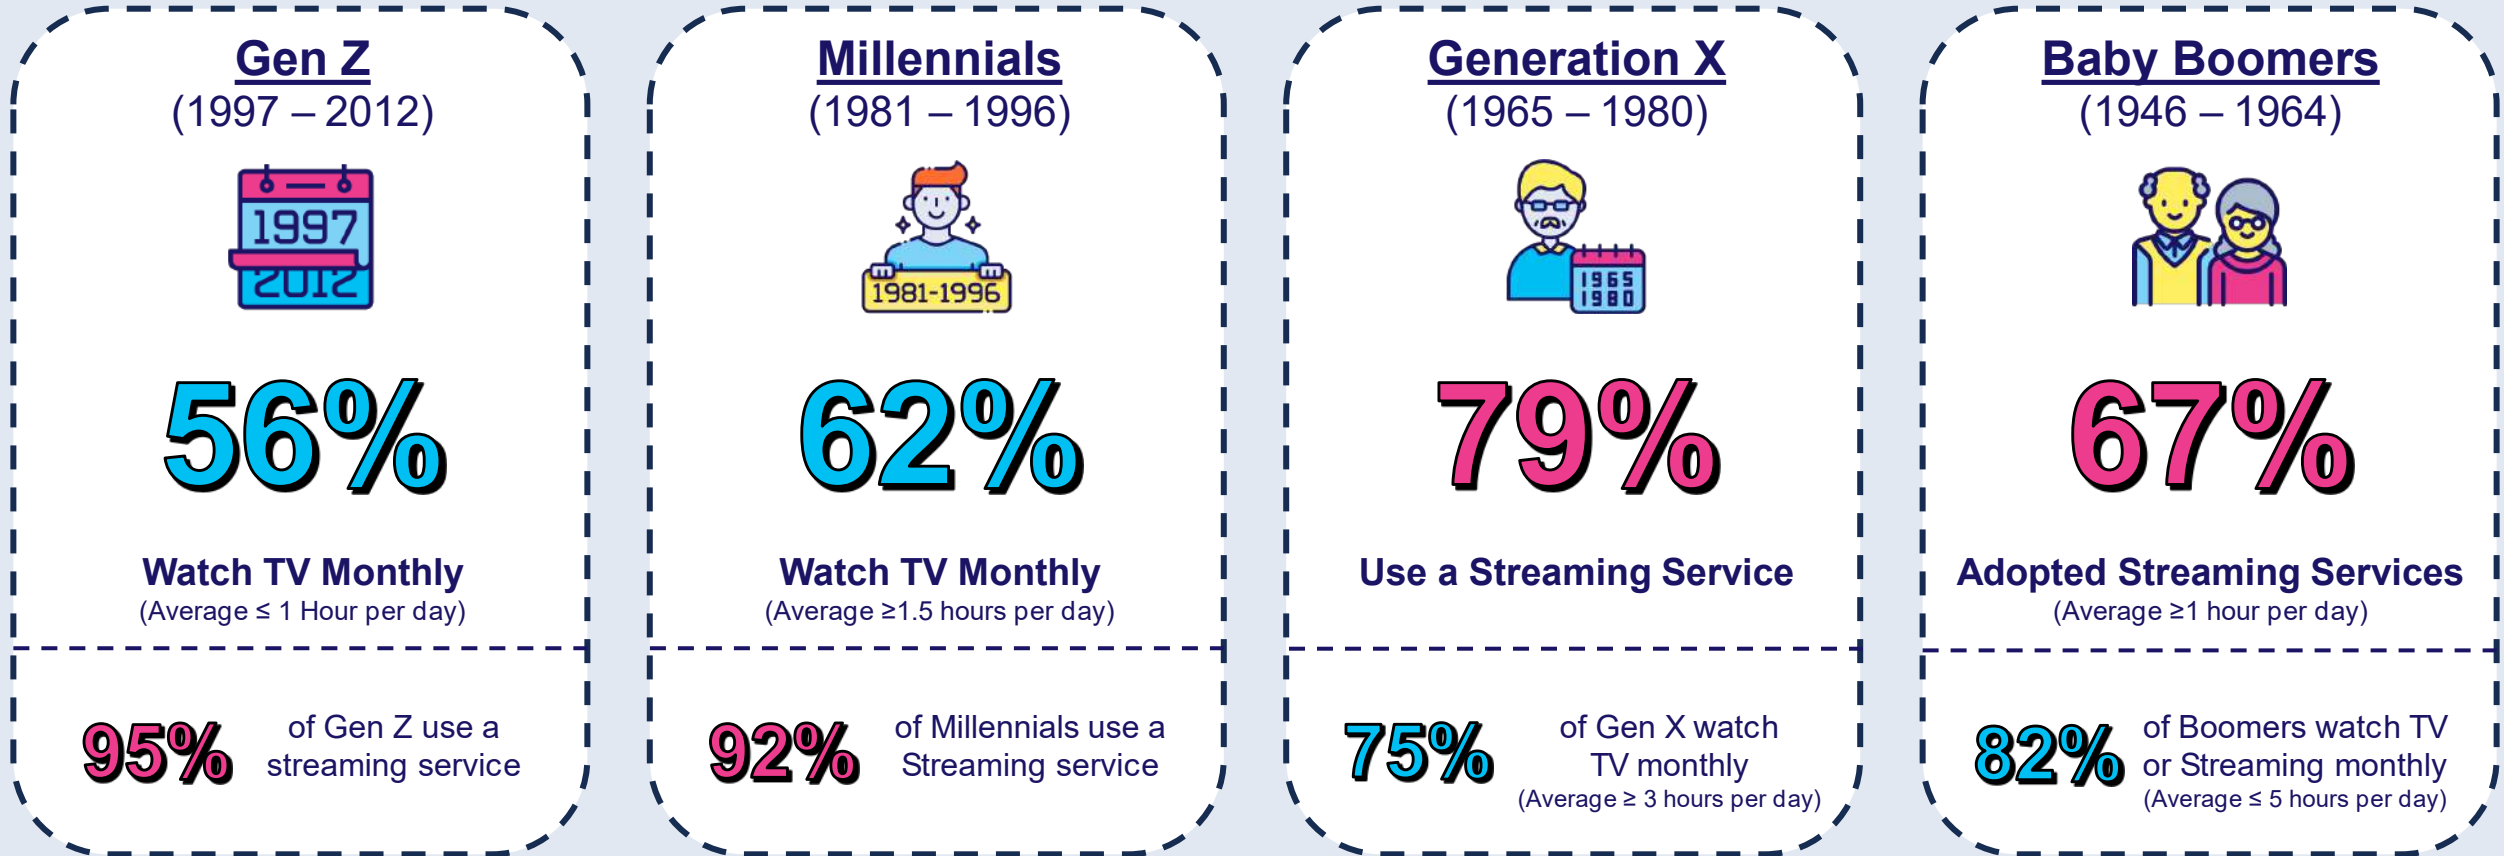 Gen Z
(1997 – 2012)
1997
2012
56%
Watch TV Monthly
(Average ≤ 1 Hour per day)
95%
of Gen Z use a
streaming service
Millennials
(1981 – 1996)
1981-1996
62%
Watch TV Monthly
(Average ≥1.5 hours per day)
92%
of Millennials use a
Streaming service
Generation X
(1965 – 1980)
1965
1980
79%
Use a Streaming Service
75%
of Gen X watch
TV monthly
(Average ≥ 3 hours per day)
Baby Boomers
(1946 – 1964)
67%
Adopted Streaming Services
(Average ≥1 hour per day)
82%
of Boomers watch TV
or Streaming monthly
(Average ≤ 5 hours per day)